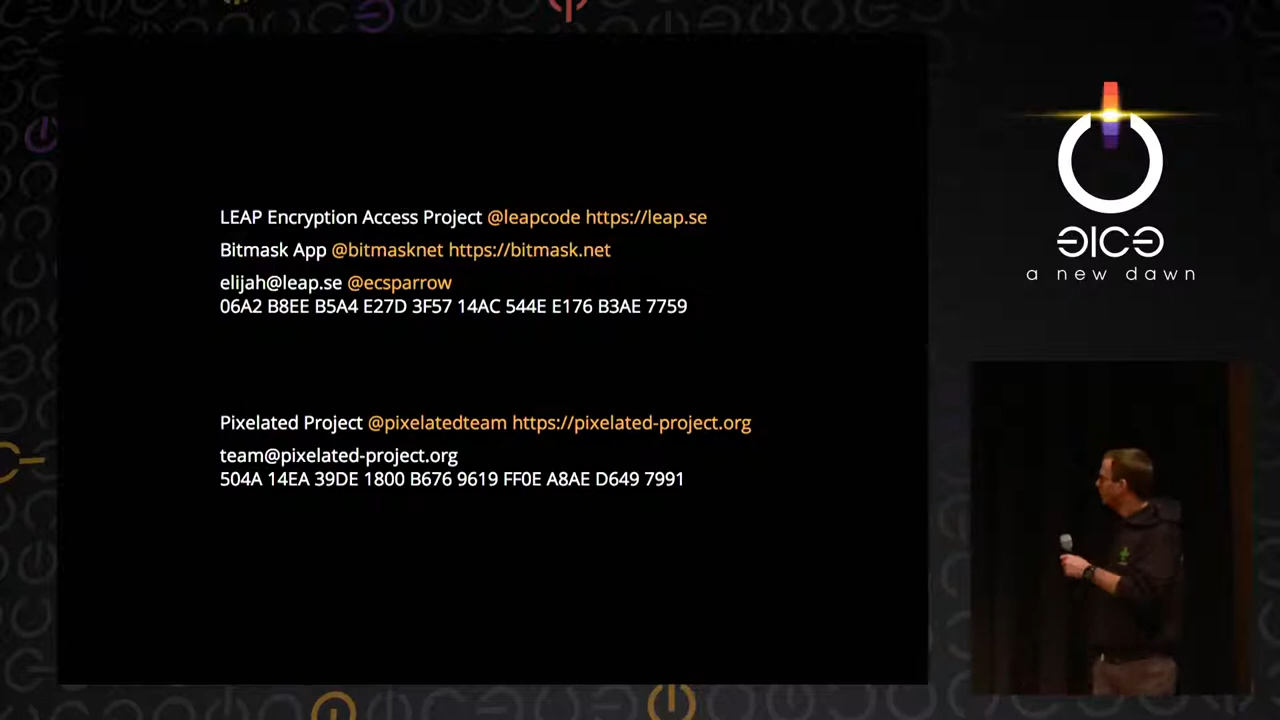 LEAP Encryption Access Project @leapcode https://leap.se
Bitmask App @bitmasknet https://bitmask.net
elijah@leap.se @ecsparrow
06A2 B8EE B5A4 E27D 3F57 14AC 544E E176 B3AE 7759
Pixelated Project @pixelatedteam https://pixelated-project.org
team@pixelated-project.org
504A 14EA 39DE 1800 B676 9619 FF0E A8AE D649 7991
a new dawn